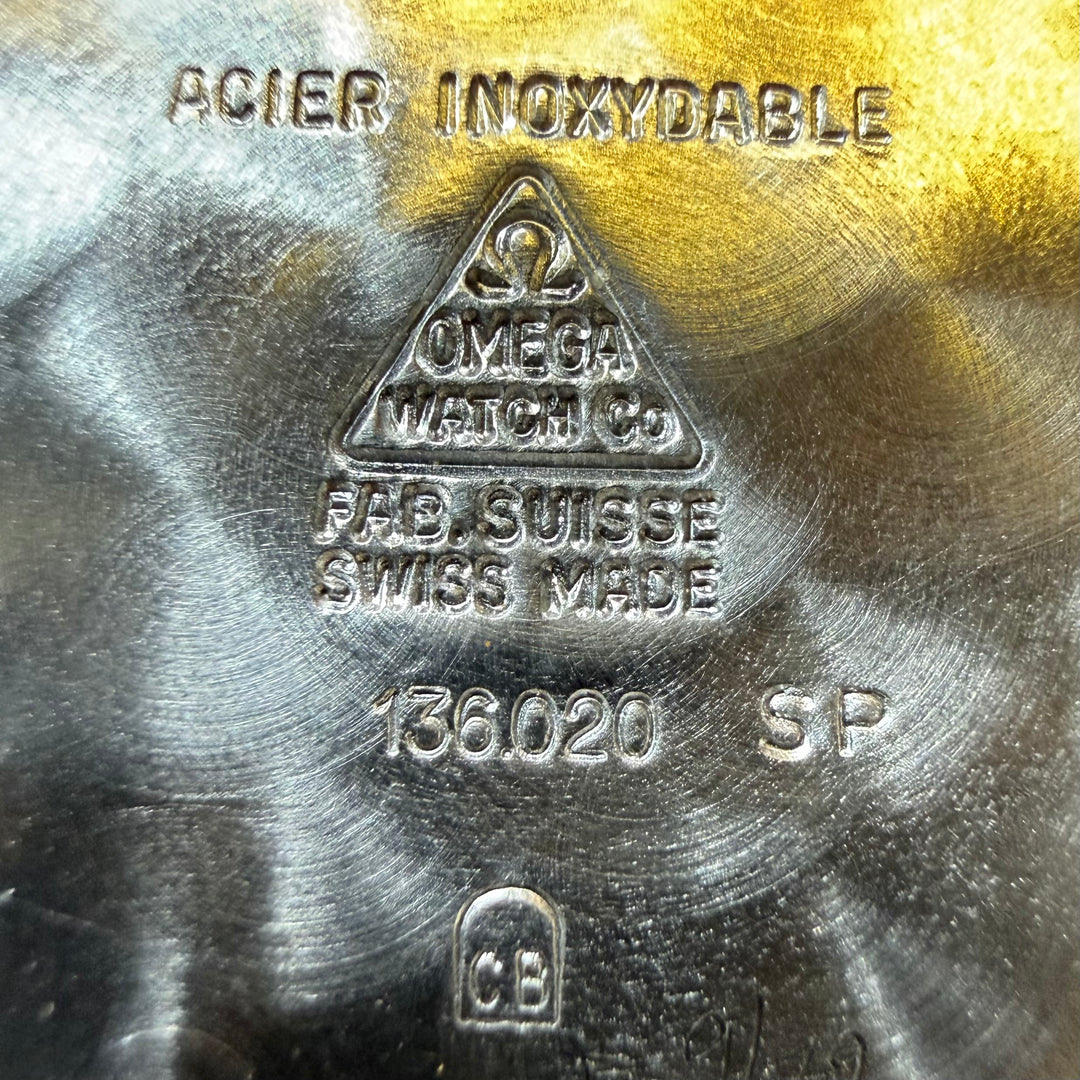 ACIER INOXYDABLE
Ω
OMEGA
WATCH Co
FAB. SUISSE
SWISS MADE
136.020 SP
CB